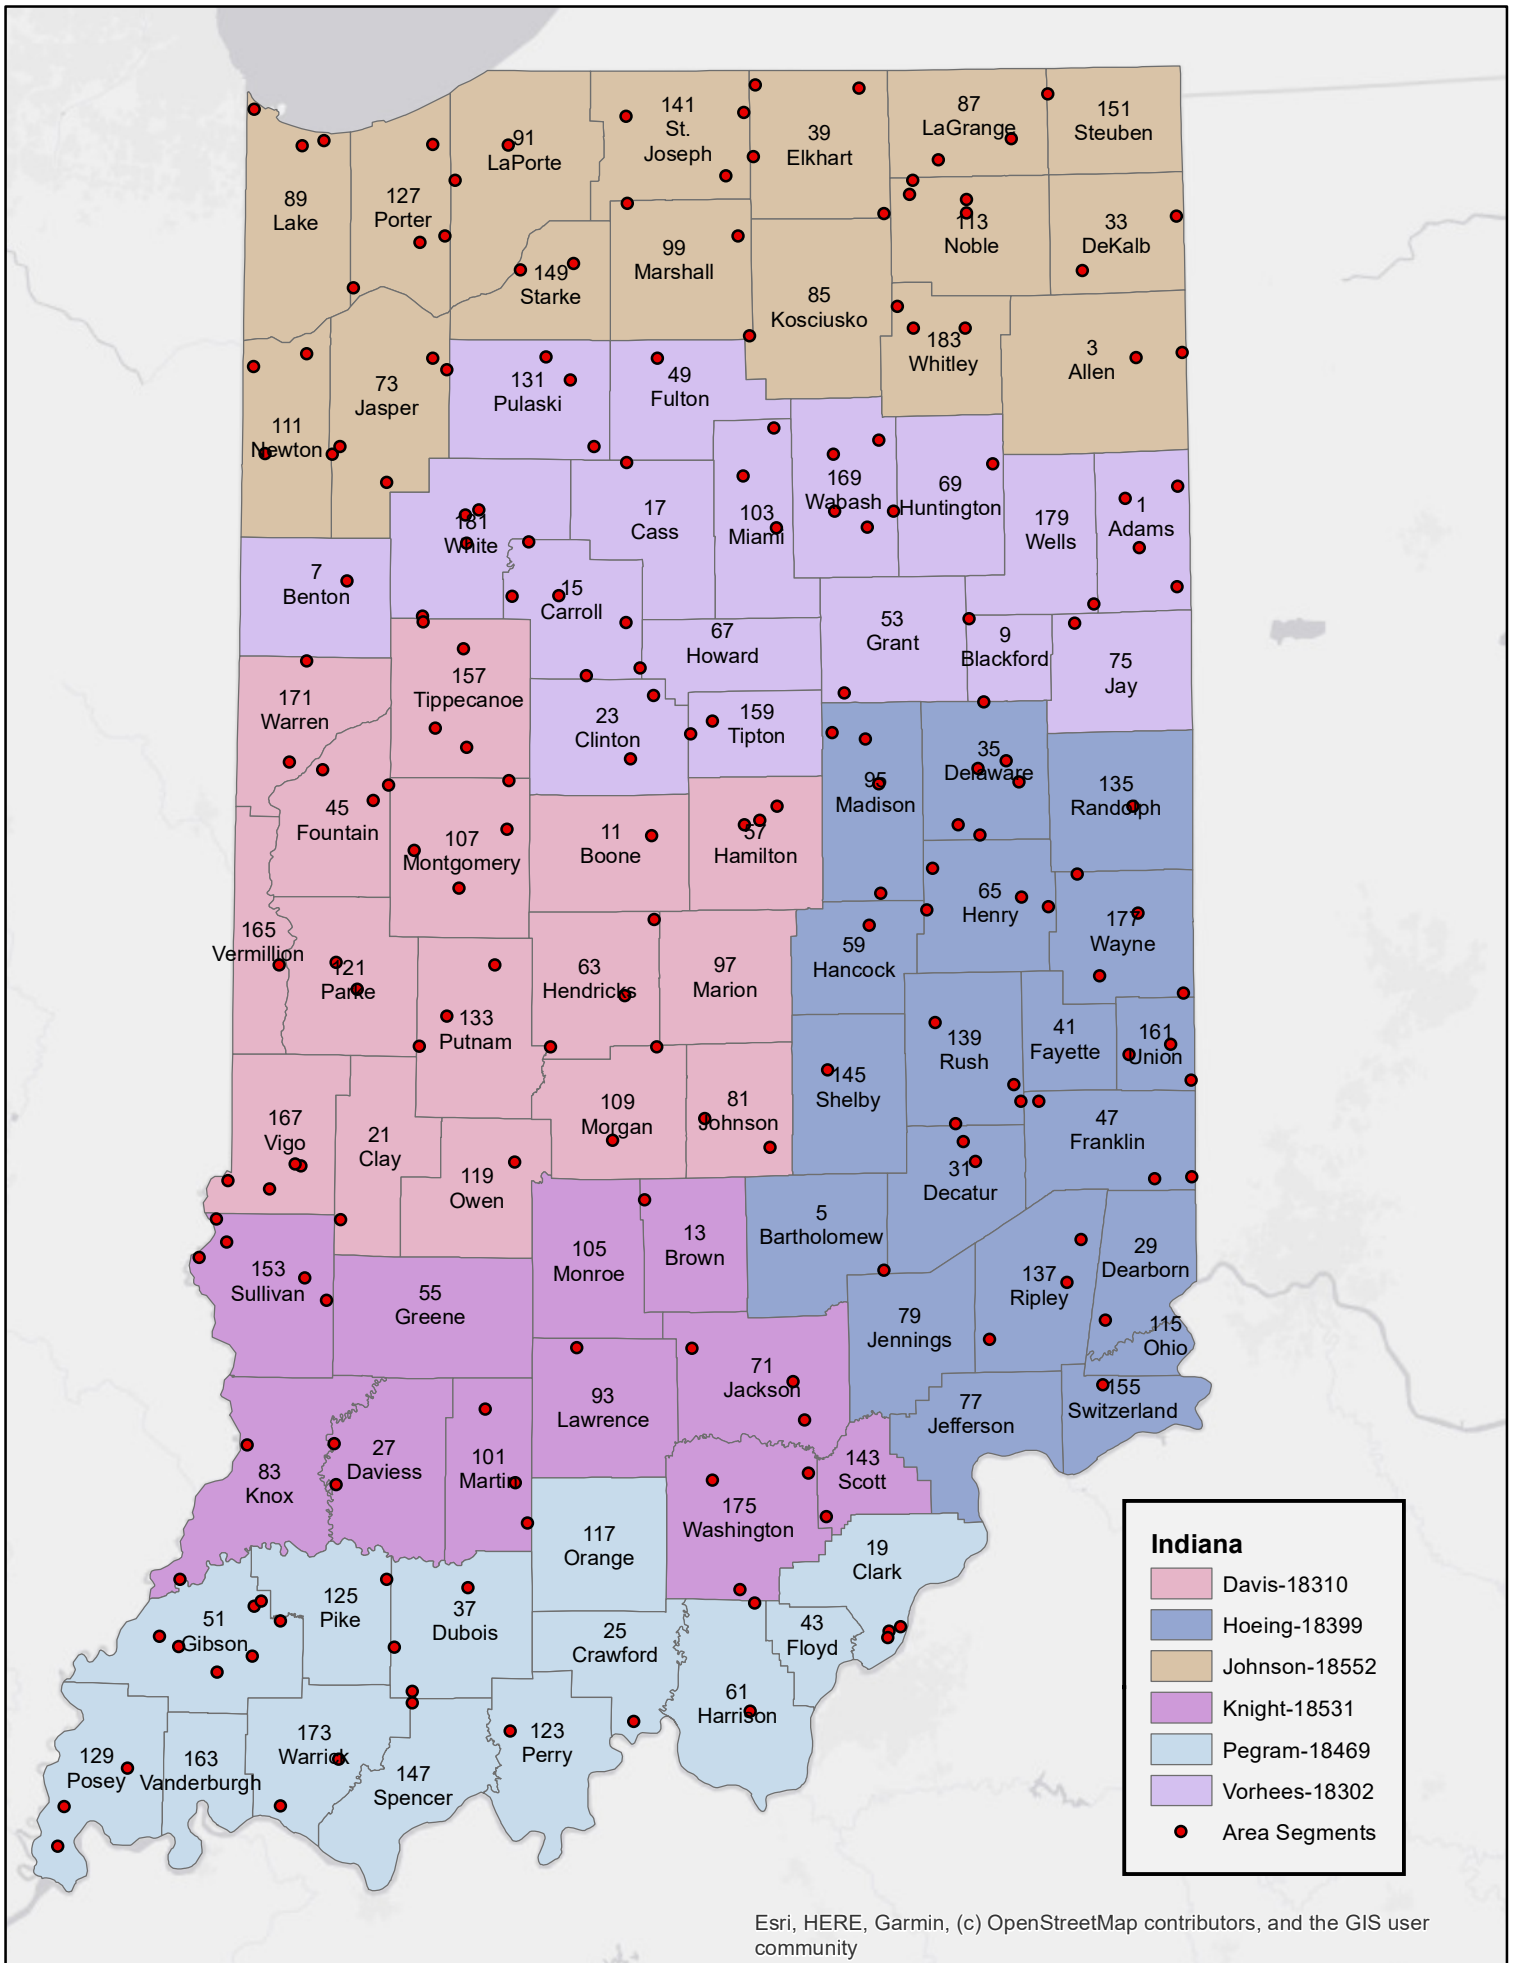 141
St.
Joseph
87
LaGrange
151
Steuben
91
LaPorte
39
Elkhart
89
Lake
127
Porter
99
Marshall
113
Noble
33
DeKalb
149
Starke
85
Kosciusko
183
Whitley
3
Allen
73
Jasper
131
Pulaski
49
Fulton
111
Newton
181
White
17
Cass
103
Miami
169
Wabash
69
Huntington
179
Wells
1
Adams
7
Benton
15
Carroll
67
Howard
53
Grant
9
Blackford
75
Jay
171
Warren
157
Tippecanoe
23
Clinton
159
Tipton
95
Madison
35
Delaware
135
Randolph
45
Fountain
107
Montgomery
11
Boone
57
Hamilton
65
Henry
177
Wayne
165
Vermillion
121
Parke
133
Putnam
63
Hendricks
97
Marion
59
Hancock
139
Rush
41
Fayette
161
Union
145
Shelby
167
Vigo
21
Clay
119
Owen
109
Morgan
81
Johnson
47
Franklin
31
Decatur
5
Bartholomew
105
Monroe
13
Brown
153
Sullivan
55
Greene
137
Ripley
29
Dearborn
115
Ohio
79
Jennings
71
Jackson
93
Lawrence
77
Jefferson
155
Switzerland
83
Knox
27
Daviess
101
Martin
143
Scott
175
Washington
117
Orange
19
Clark
51
Gibson
125
Pike
37
Dubois
25
Crawford
43
Floyd
61
Harrison
129
Posey
163
Vanderburgh
173
Warrick
147
Spencer
123
Perry
Indiana
Davis-18310
Hoeing-18399
Johnson-18552
Knight-18531
Pegram-18469
Vorhees-18302
Area Segments
Esri, HERE, Garmin, (c) OpenStreetMap contributors, and the GIS user
community